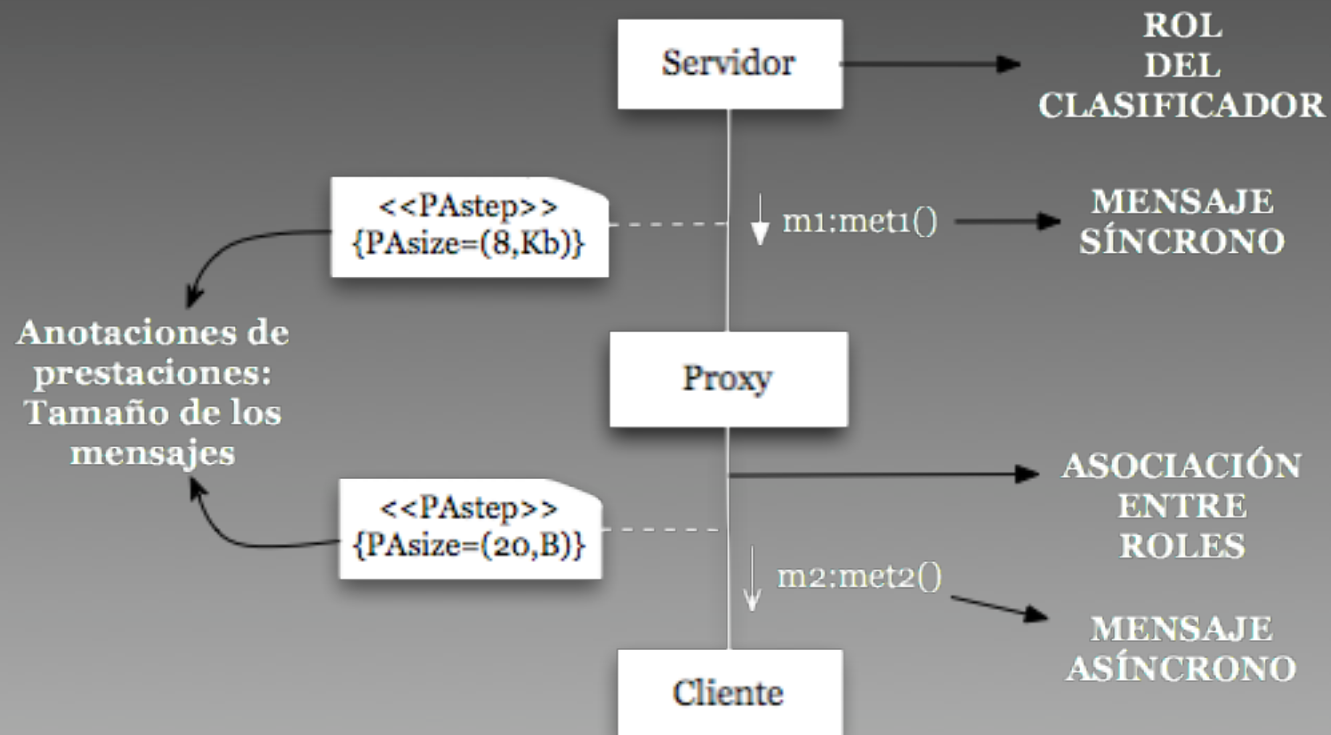 Servidor
ROL
DEL
CLASIFICADOR
<<PAstep>>
{PAsize=(8,Kb)}
m1:met1()
MENSAJE
SÍNCRONO
Anotaciones de
prestaciones:
Tamaño de los
mensajes
Proxy
ASOCIACIÓN
ENTRE
ROLES
<<PAstep>>
{PAsize=(20,B)}
m2:met2()
MENSAJE
ASÍNCRONO
Cliente